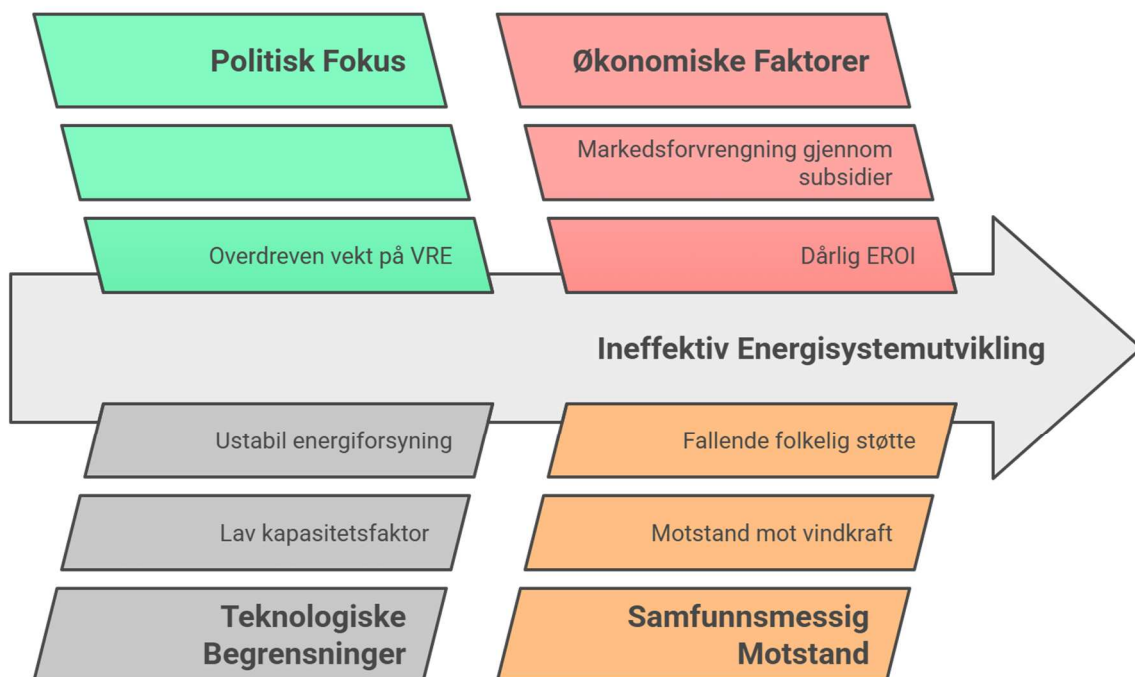 Politisk Fokus
Økonomiske Faktorer
Markedsforvrengning gjennom
subsidier
Overdreven vekt på VRE
Dårlig EROI
Ineffektiv Energisystemutvikling
Ustabil energiforsyning
Fallende folkelig støtte
Lav kapasitetsfaktor
Motstand mot vindkraft
Teknologiske
Begrensninger
Samfunnsmessig
Motstand